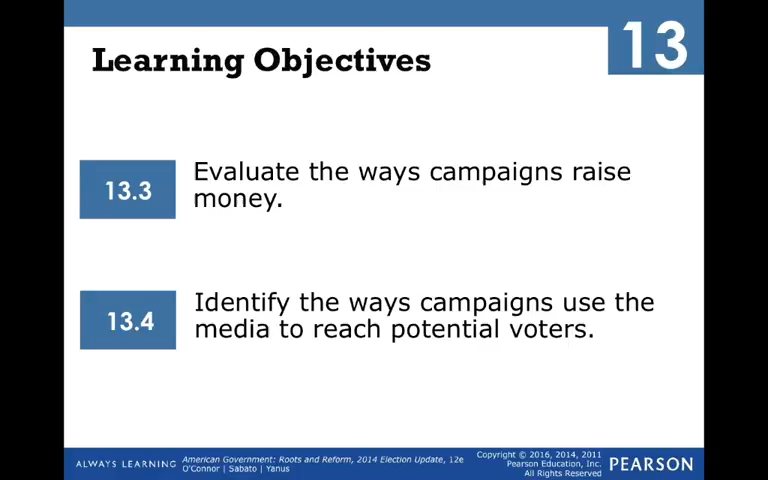 Learning Objectives
13
13.3
Evaluate the ways campaigns raise
money.
13.4
Identify the ways campaigns use the
media to reach potential voters.
ALWAYS LEARNING
American Government: Roots and Reform, 2014 Election Update, 12e
O'Connor | Sabato | Yanus
Copyright © 2016, 2014, 2011
Pearson Education, Inc.
All Rights Reserved
PEARSON